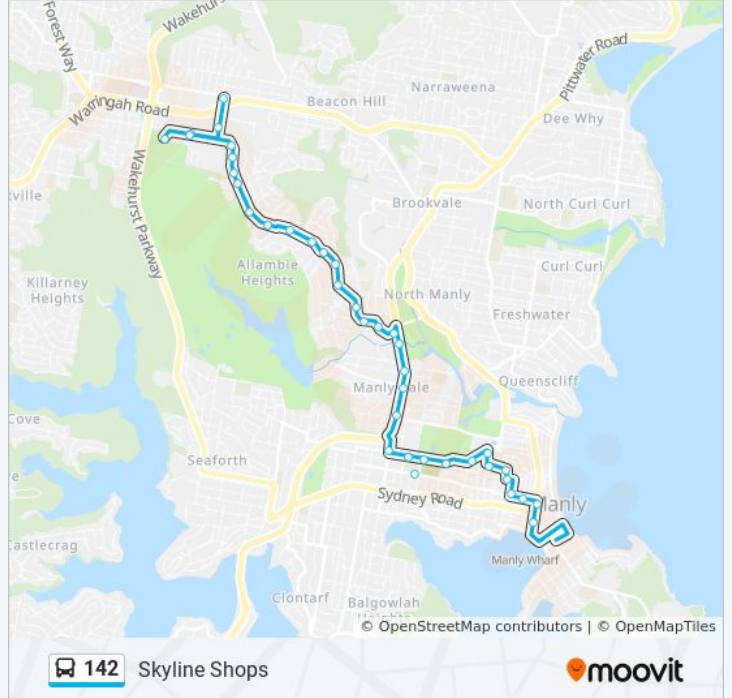 Forest Way
Wakehurs
Warringah Road
Beacon Hill
Narraweena
Pittwater Road
Dee Why
ville
Wakehurst Parkway
Brookvale
North Curl Curl
Allambie
Heights
Curl Curl
Killarney
Heights
North Manly
Freshwater
Manly Vale
Queenscliff
Cove
Seaforth
Sydney Road
Manly
Castlecrag
Manly Wharf
Clontarf
Balgowlah
Heights
© OpenStreetMap contributors | © OpenMapTiles
142 Skyline Shops
moovit